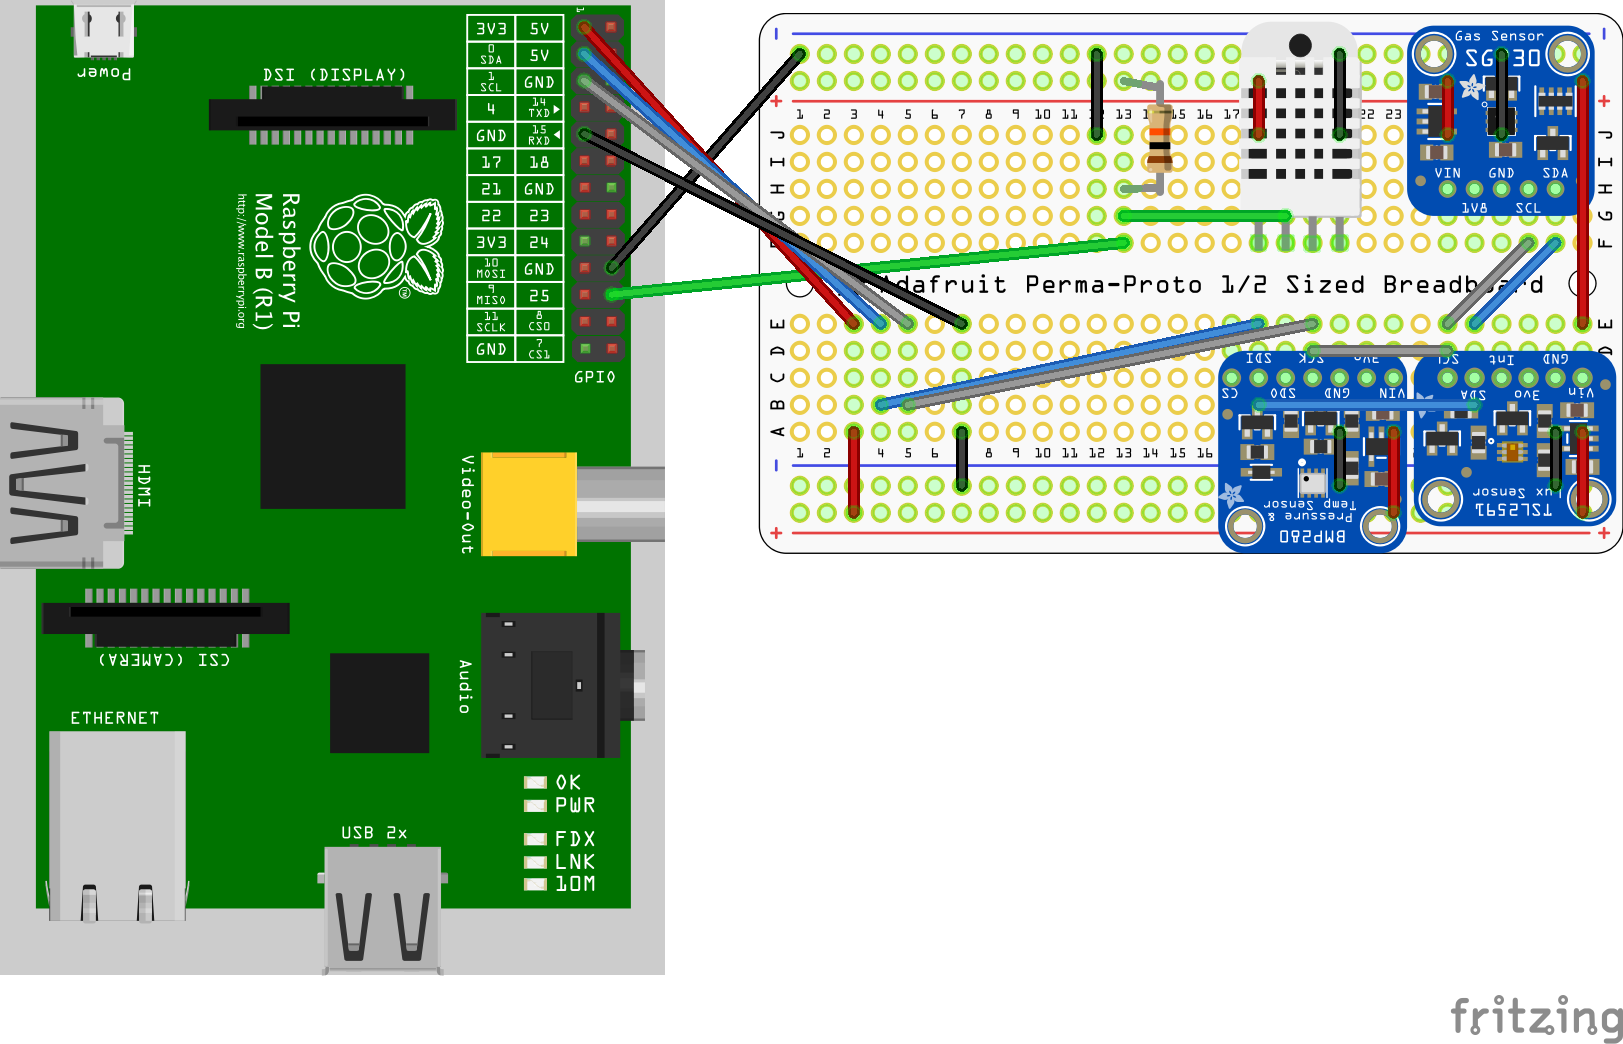 Power
DSI (DISPLAY)
1
3V3 5V
0 SDA 5V
1 SCL GND
4 14 TXD
GND 15 RXD
17 18
21 GND
22 23
3V3 24
10 MOSI GND
9 MISO 25
11 SCLK 8 CS0
GND 7 CS1
GPIO
Raspberry Pi
Model B (R1)
http://www.raspberrypi.org
HDMI
Video-Out
CSI (CAMERA)
Audio
ETHERNET
USB 2x
OK
PWR
FDX
LNK
10M
- -
+ +
1 2 3 4 5 6 7 8 9 10 11 13 14 15 16 17 22 23
J J
I I
H H
G G
F
Adafruit Perma-Proto 1/2 Sized Breadboard
E E
D D
C
B
A
1 2 3 4 5 6 7 8 9 10 11 12 13 14 15 16
-
+ +
Gas Sensor
SGP30
VIN GND SDA
1V8 SCL
SDI SCK 3Vo
CS SDO GND VIN
Temp Sensor
Pressure &
BMP280
SCL Int GND
SDA 3Vo Vin
Lux Sensor
TSL2591
fritzing